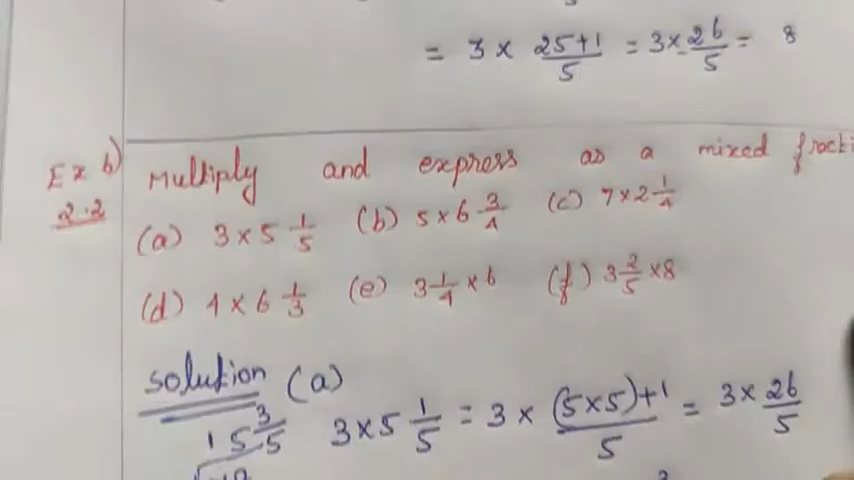 = 3 × 25+1/5 = 3 × 26/5 = 8
Ex 6) Multiply and express as a mixed fracti
2.2
(a) 3 × 5 1/5 (b) 5 × 6 3/4 (c) 7 × 2 1/4
(d) 4 × 6 1/3 (e) 3 1/4 × 6 (f) 3 2/5 × 8
solution (a)
3 × 5 1/5 = 3 × (5×5)+1/5 = 3 × 26/5
15 3/5